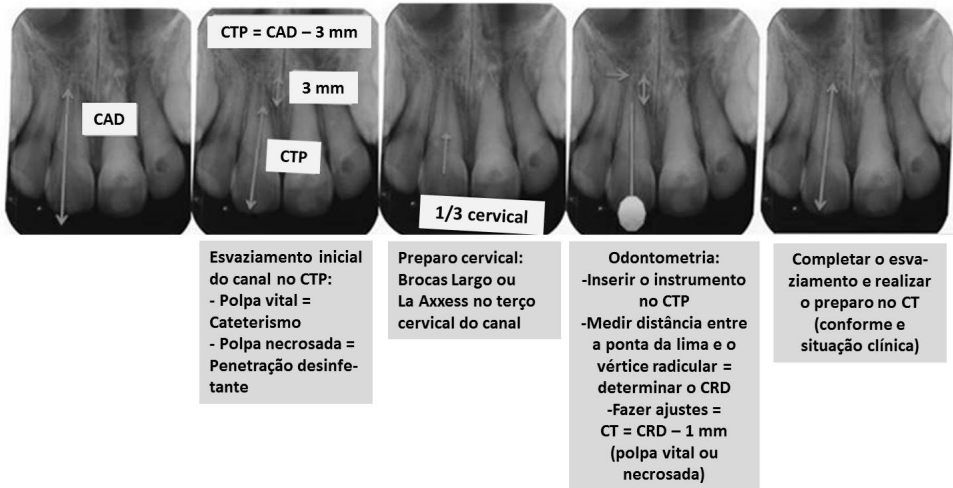 CAD
CTP = CAD – 3 mm
3 mm
CTP
1/3 cervical
Esvaziamento inicial
do canal no CTP:
- Polpa vital =
Cateterismo
- Polpa necrosada =
Penetração desinfe-
tante
Preparo cervical:
Brocas Largo ou
La Axxess no terço
cervical do canal
Odontometria:
-Inserir o instrumento
no CTP
-Medir distância entre
a ponta da lima e o
vértice radicular =
determinar o CRD
-Fazer ajustes =
CT = CRD – 1 mm
(polpa vital ou
necrosada)
Completar o esva-
ziamento e realizar
o preparo no CT
(conforme e
situação clínica)